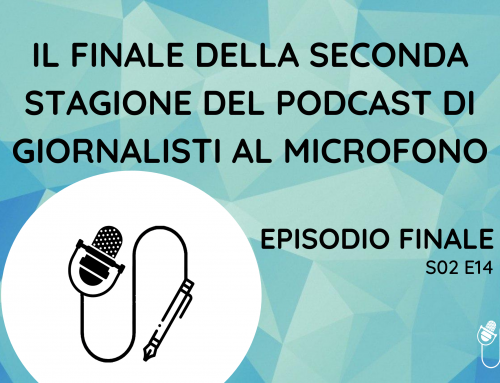 IL FINALE DELLA SECONDA
STAGIONE DEL PODCAST DI
GIORNALISTI AL MICROFONO
EPISODIO FINALE
S02 E14